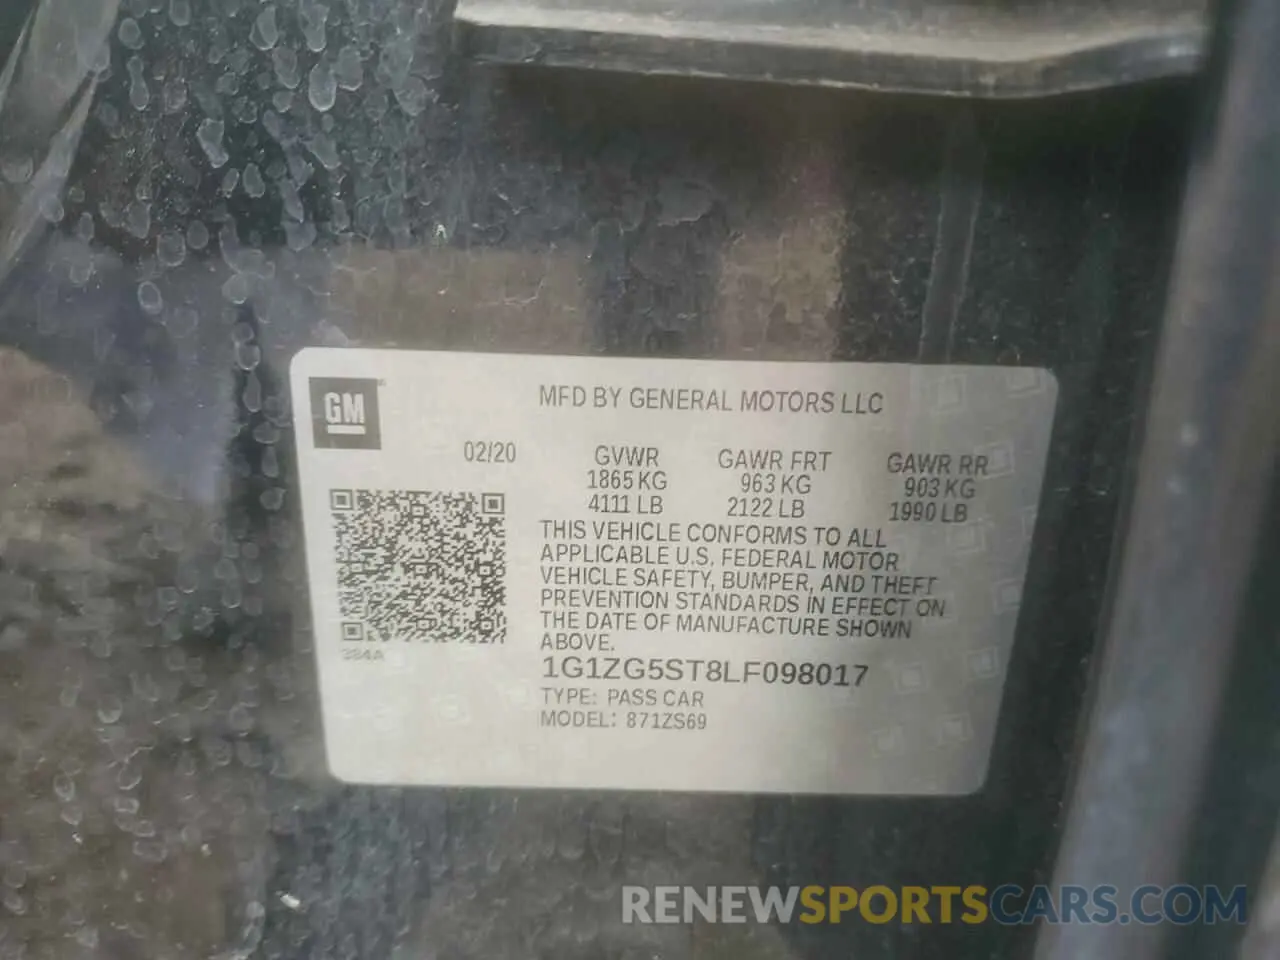 GM
MFD BY GENERAL MOTORS LLC
02/20 GVWR GAWR FRT GAWR RR
1865 KG 963 KG 903 KG
4111 LB 2122 LB 1990 LB
THIS VEHICLE CONFORMS TO ALL
APPLICABLE U.S. FEDERAL MOTOR
VEHICLE SAFETY, BUMPER, AND THEFT
PREVENTION STANDARDS IN EFFECT ON
THE DATE OF MANUFACTURE SHOWN
ABOVE.
384A
1G1ZG5ST8LF098017
TYPE: PASS CAR
MODEL: 871ZS69
RENEWSPORTSCARS.COM